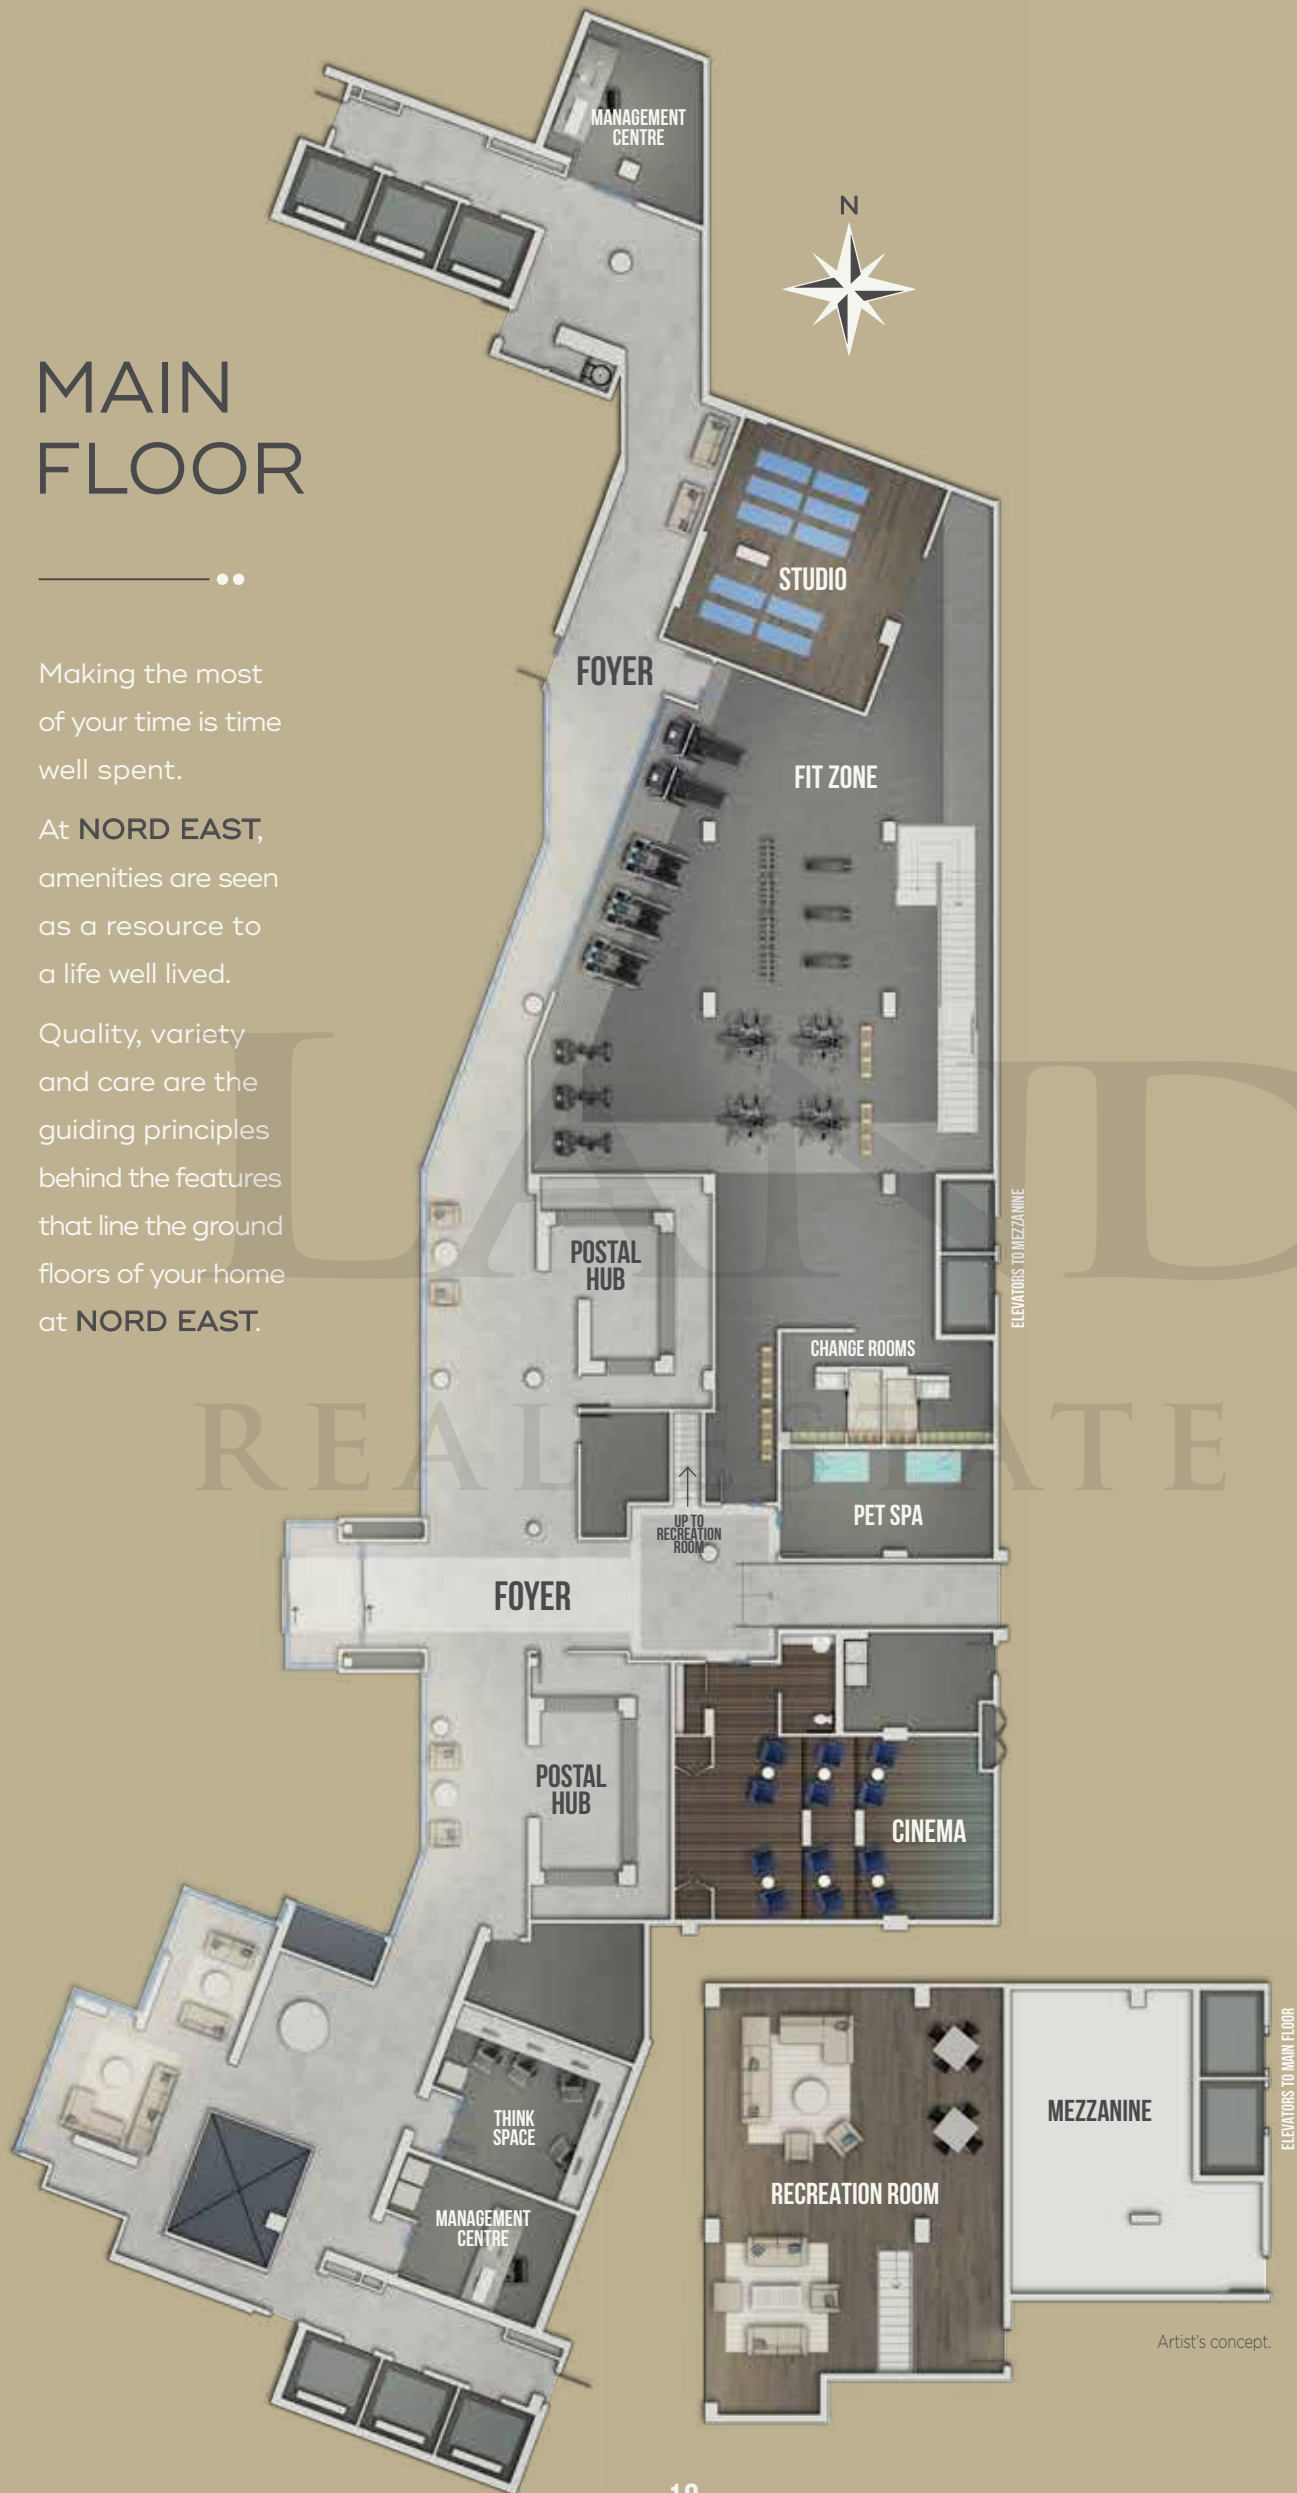 MAIN
FLOOR
Making the most
of your time is time
well spent.
At NORD EAST,
amenities are seen
as a resource to
a life well lived.
Quality, variety
and care are the
guiding principles
behind the features
that line the ground
floors of your home
at NORD EAST.
MANAGEMENT
CENTRE
N
STUDIO
FOYER
FIT ZONE
POSTAL
HUB
ELEVATORS TO MEZZANINE
CHANGE ROOMS
PET SPA
UP TO
RECREATION
ROOM
FOYER
POSTAL
HUB
CINEMA
THINK
SPACE
MANAGEMENT
CENTRE
RECREATION ROOM
MEZZANINE
ELEVATORS TO MAIN FLOOR
Artist's concept.
LAND
REAL ESTATE